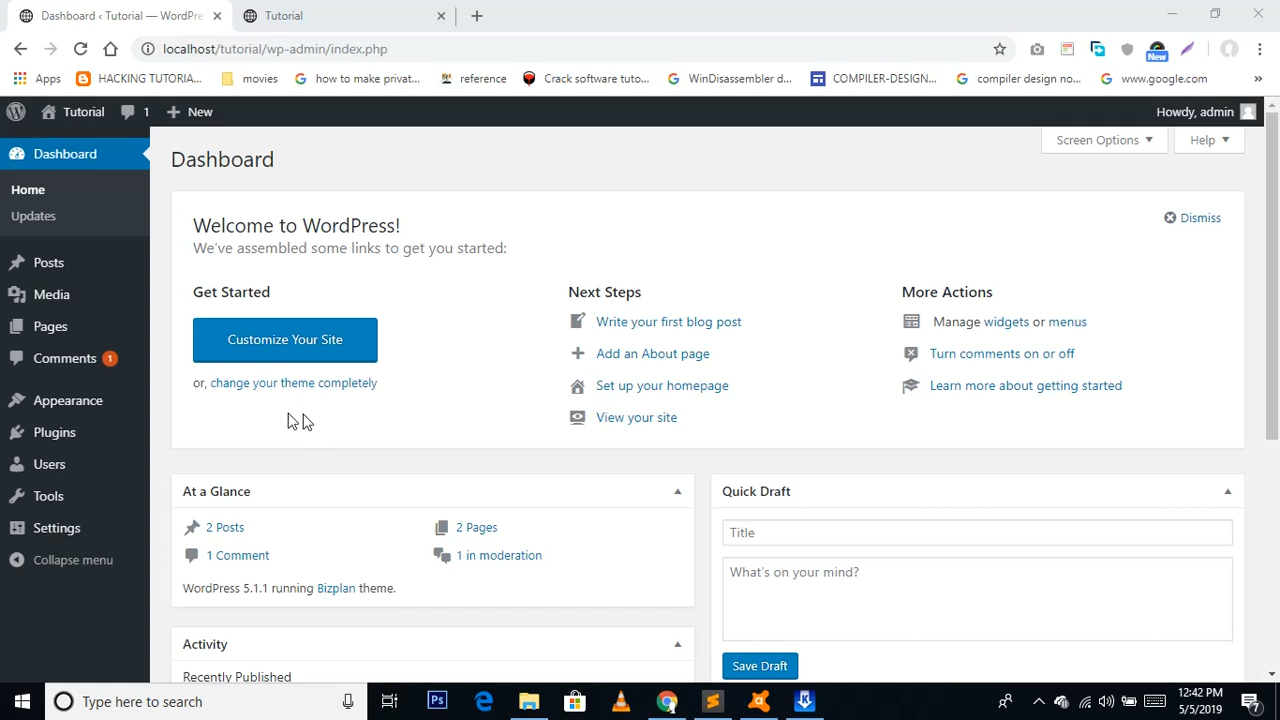 Dashboard ‹ Tutorial — WordPre
Tutorial
localhost/tutorial/wp-admin/index.php
New
Apps
HACKING TUTORIA...
movies
how to make privat...
reference
Crack software tuto...
WinDisassembler d...
COMPILER-DESIGN...
compiler design no...
www.google.com
»
Tutorial
1
New
Howdy, admin
Dashboard
Home
Updates
Posts
Media
Pages
Comments 1
Appearance
Plugins
Users
Tools
Settings
Collapse menu
Screen Options
Help
Dashboard
Welcome to WordPress!
We've assembled some links to get you started:
Dismiss
Get Started
Customize Your Site
or, change your theme completely
Next Steps
Write your first blog post
Add an About page
Set up your homepage
View your site
More Actions
Manage widgets or menus
Turn comments on or off
Learn more about getting started
At a Glance
2 Posts
2 Pages
1 Comment
1 in moderation
WordPress 5.1.1 running Bizplan theme.
Activity
Recently Published
Quick Draft
Title
What's on your mind?
Save Draft
Type here to search
Ps
12:42 PM
5/5/2019
7